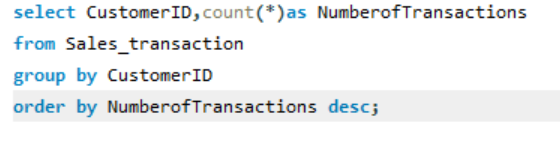 select CustomerID,count(*)as NumberofTransactions
from Sales_transaction
group by CustomerID
order by NumberofTransactions desc;